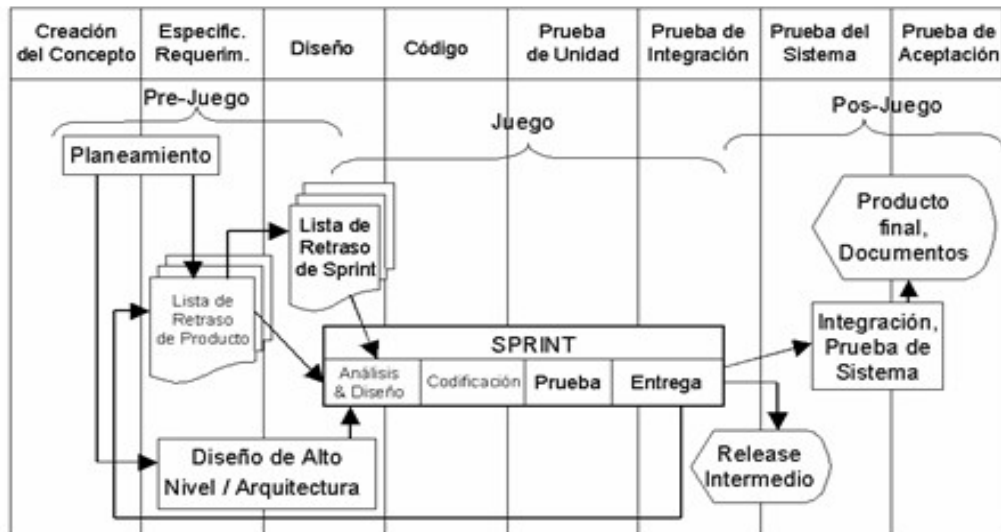 Creación
del Concepto
Especific.
Requerim.
Diseño
Código
Prueba
de Unidad
Prueba de
Integración
Prueba del
Sistema
Prueba de
Aceptación
Pre-Juego
Juego
Pos-Juego
Planeamiento
Lista de
Retraso
de Sprint
Producto
final,
Documentos
Lista de
Retraso
de Producto
SPRINT
Análisis
& Diseño
Codificación
Prueba
Entrega
Integración,
Prueba de
Sistema
Diseño de Alto
Nivel / Arquitectura
Release
Intermedio